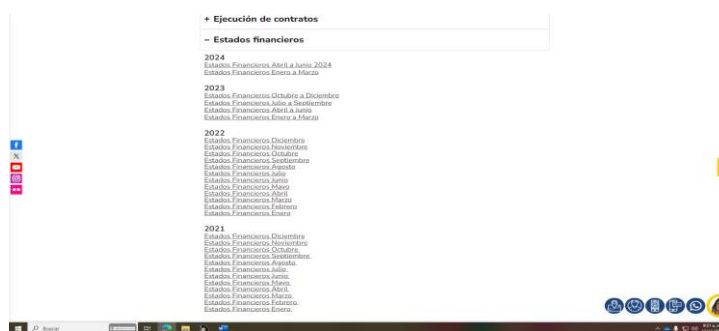 + Ejecución de contratos
– Estados financieros
2024
Estados Financieros Abril a Junio 2024
Estados Financieros Enero a Marzo
2023
Estados Financieros Octubre a Diciembre
Estados Financieros Julio a Septiembre
Estados Financieros Abril a Junio
Estados Financieros Enero a Marzo
2022
Estados Financieros Diciembre
Estados Financieros Noviembre
Estados Financieros Octubre
Estados Financieros Septiembre
Estados Financieros Agosto
Estados Financieros Julio
Estados Financieros Junio
Estados Financieros Mayo
Estados Financieros Abril
Estados Financieros Marzo
Estados Financieros Febrero
Estados Financieros Enero
2021
Estados Financieros Diciembre
Estados Financieros Noviembre
Estados Financieros Octubre.
Estados Financieros Septiembre.
Estados Financieros Agosto.
Estados Financieros Julio.
Estados Financieros Junio.
Estados Financieros Mayo.
Estados Financieros Abril.
Estados Financieros Marzo.
Estados Financieros Febrero.
Estados Financieros Enero.
Buscar